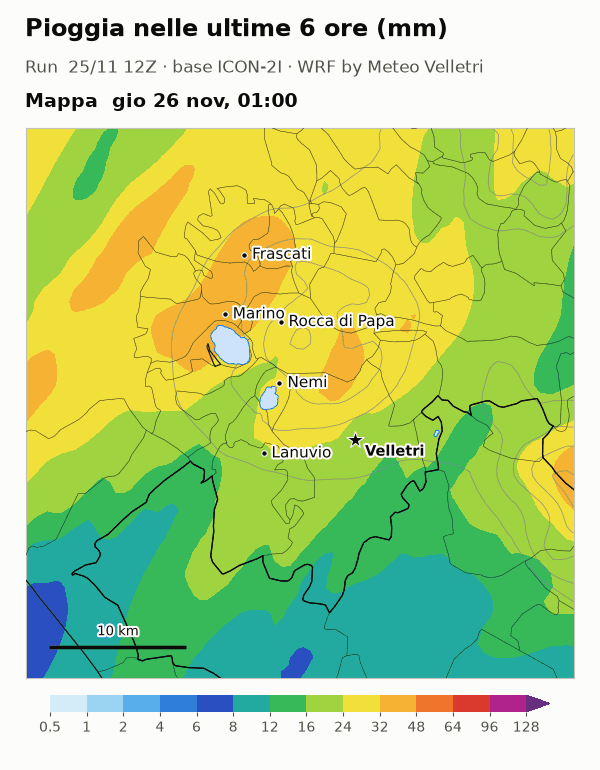 Pioggia nelle ultime 6 ore (mm)
Run 25/11 12Z · base ICON-2I · WRF by Meteo Velletri
Mappa gio 26 nov, 01:00
Frascati
Marino
Rocca di Papa
Nemi
Velletri
Lanuvio
10 km
0.5 1 2 4 6 8 12 16 24 32 48 64 96 128